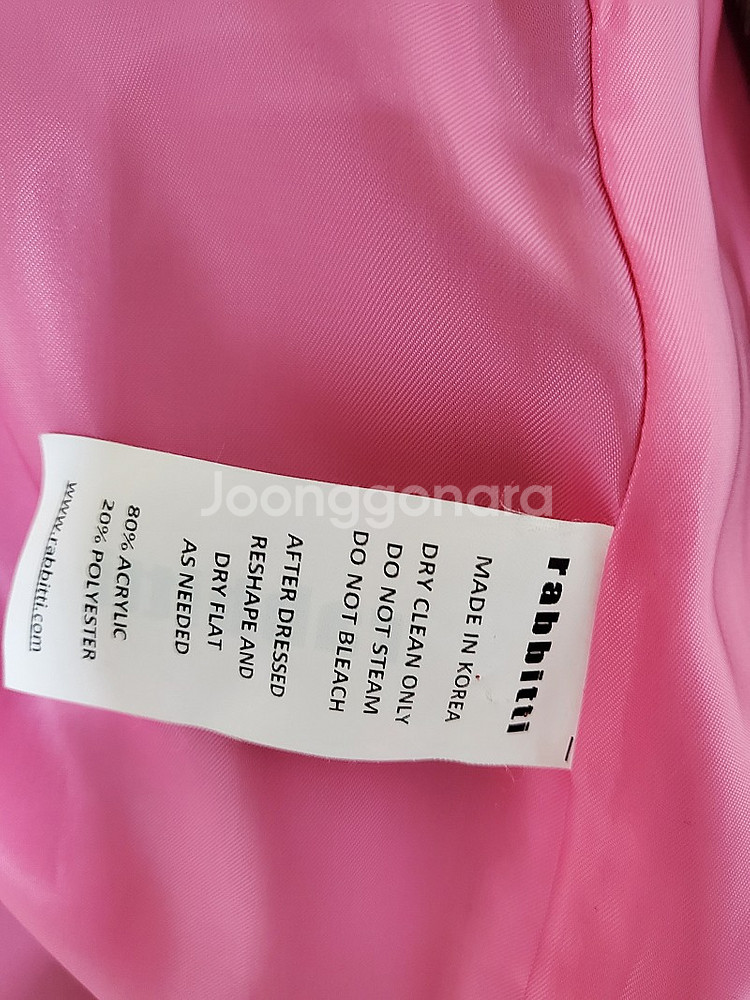 Joonggonara
rabbitti
MADE IN KOREA
DRY CLEAN ONLY
DO NOT STEAM
DO NOT BLEACH
AFTER DRESSED
RESHAPE AND
DRY FLAT
AS NEEDED
80% ACRYLIC
20% POLYESTER
www.rabbitti.com